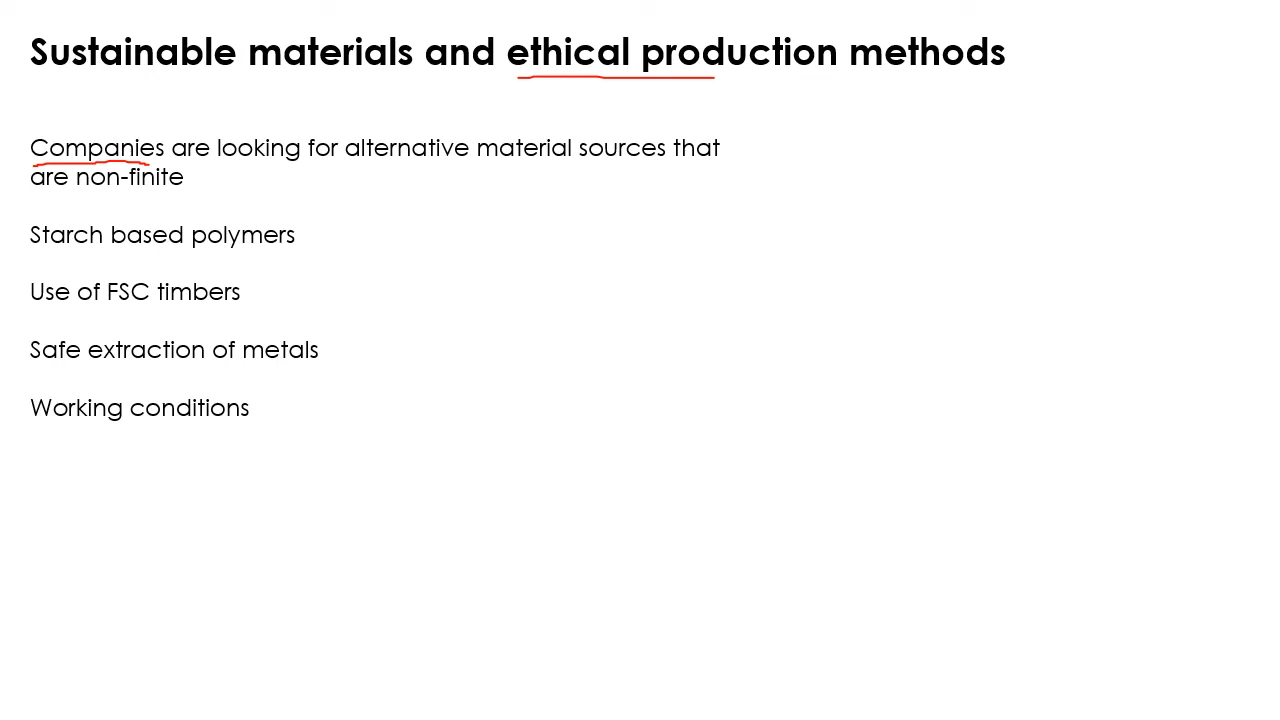 Sustainable materials and ethical production methods
Companies are looking for alternative material sources that
are non-finite
Starch based polymers
Use of FSC timbers
Safe extraction of metals
Working conditions